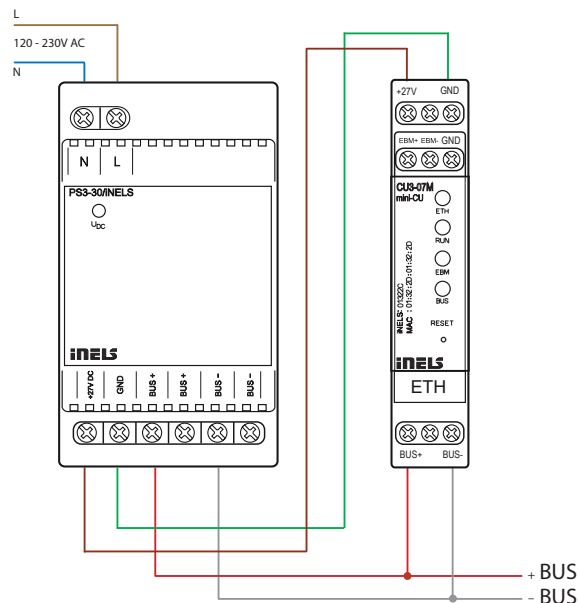 L
120 - 230V AC
N
N L
PS3-30/iNELS
UDC
iNELS
+27V DC GND BUS + BUS + BUS - BUS -
+27V GND
EBM+ EBM- GND
CU3-07M
mini-CU
ETH
RUN
EBM
BUS
iNELS: 01322C
MAC : 01:32:2D:01:32:2D
RESET
iNELS
ETH
BUS+ BUS-
+ BUS
- BUS